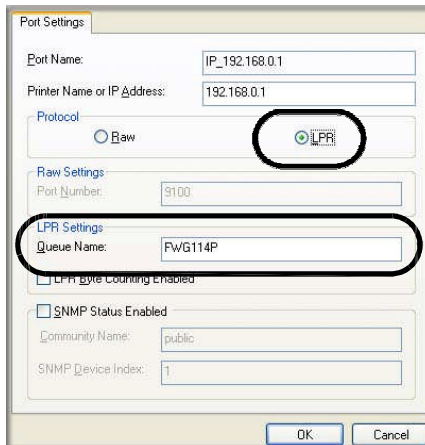 Port Settings
Port Name: IP_192.168.0.1
Printer Name or IP Address: 192.168.0.1
Protocol
Raw LPR
Raw Settings
Port Number: 9100
LPR Settings
Queue Name: FWG114P
LPR Byte Counting Enabled
SNMP Status Enabled
Community Name: public
SNMP Device Index: 1
OK Cancel